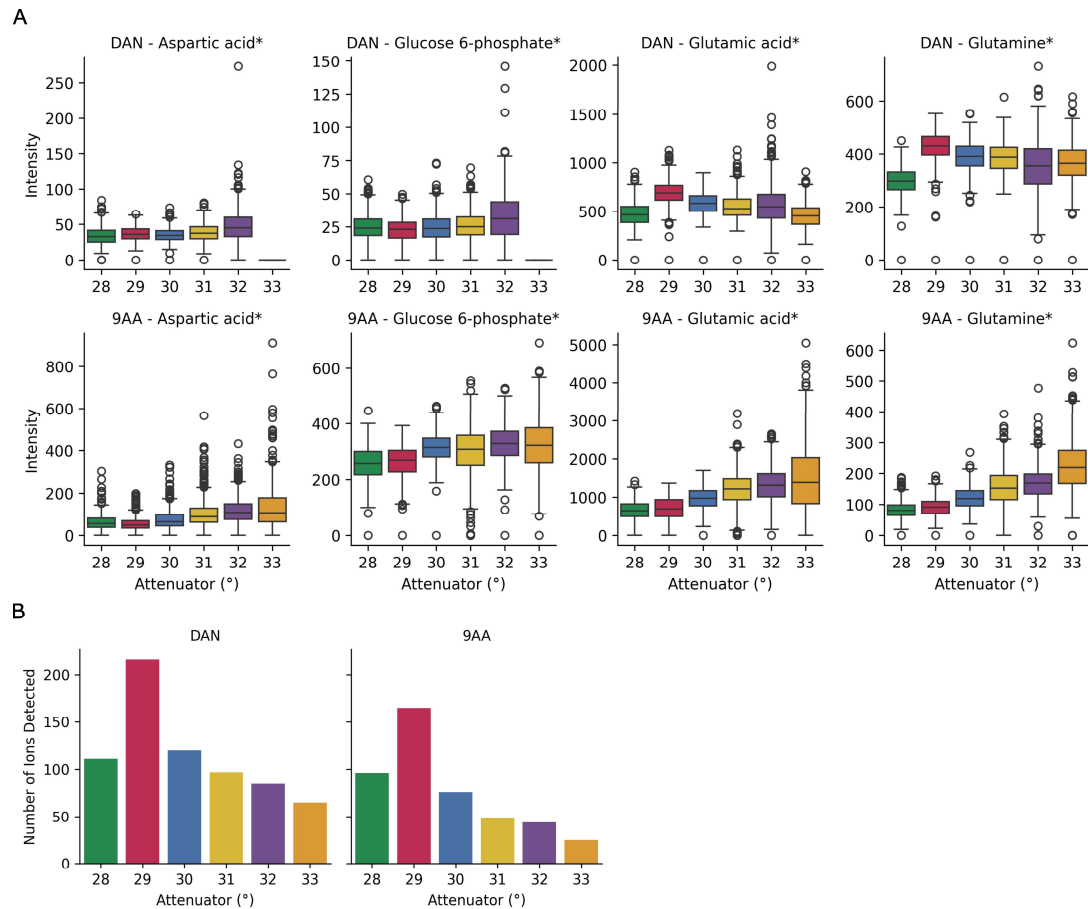 A
DAN - Aspartic acid*
DAN - Glucose 6-phosphate*
DAN - Glutamic acid*
DAN - Glutamine*
Intensity
250
200
150
100
50
0
28 29 30 31 32 33
150
125
100
75
50
25
0
28 29 30 31 32 33
2000
1500
1000
500
0
28 29 30 31 32 33
600
400
200
0
28 29 30 31 32 33
9AA - Aspartic acid*
9AA - Glucose 6-phosphate*
9AA - Glutamic acid*
9AA - Glutamine*
Intensity
800
600
400
200
0
28 29 30 31 32 33
Attenuator (°)
600
400
200
0
28 29 30 31 32 33
Attenuator (°)
5000
4000
3000
2000
1000
0
28 29 30 31 32 33
Attenuator (°)
600
500
400
300
200
100
0
28 29 30 31 32 33
Attenuator (°)
B
DAN
9AA
Number of Ions Detected
200
150
100
50
0
28 29 30 31 32 33
Attenuator (°)
28 29 30 31 32 33
Attenuator (°)